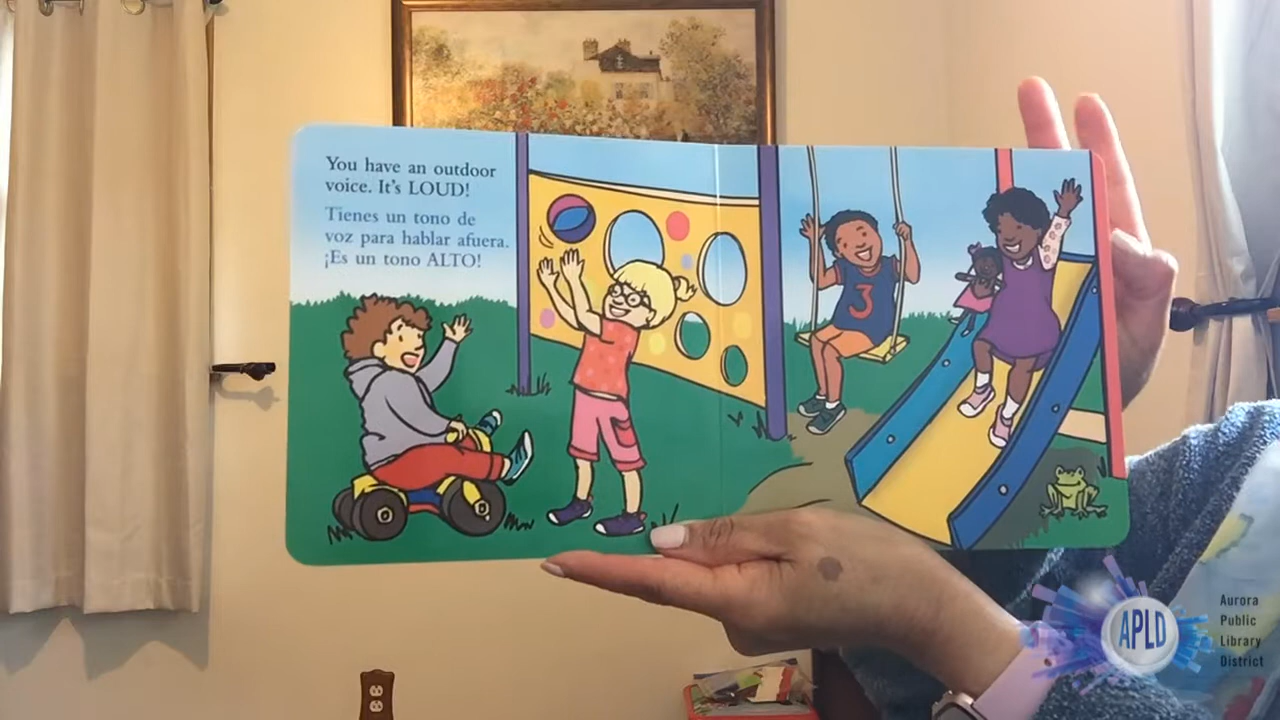 You have an outdoor
voice. It's LOUD!
Tienes un tono de
voz para hablar afuera.
¡Es un tono ALTO!
3
APLD
Aurora
Public
Library
District